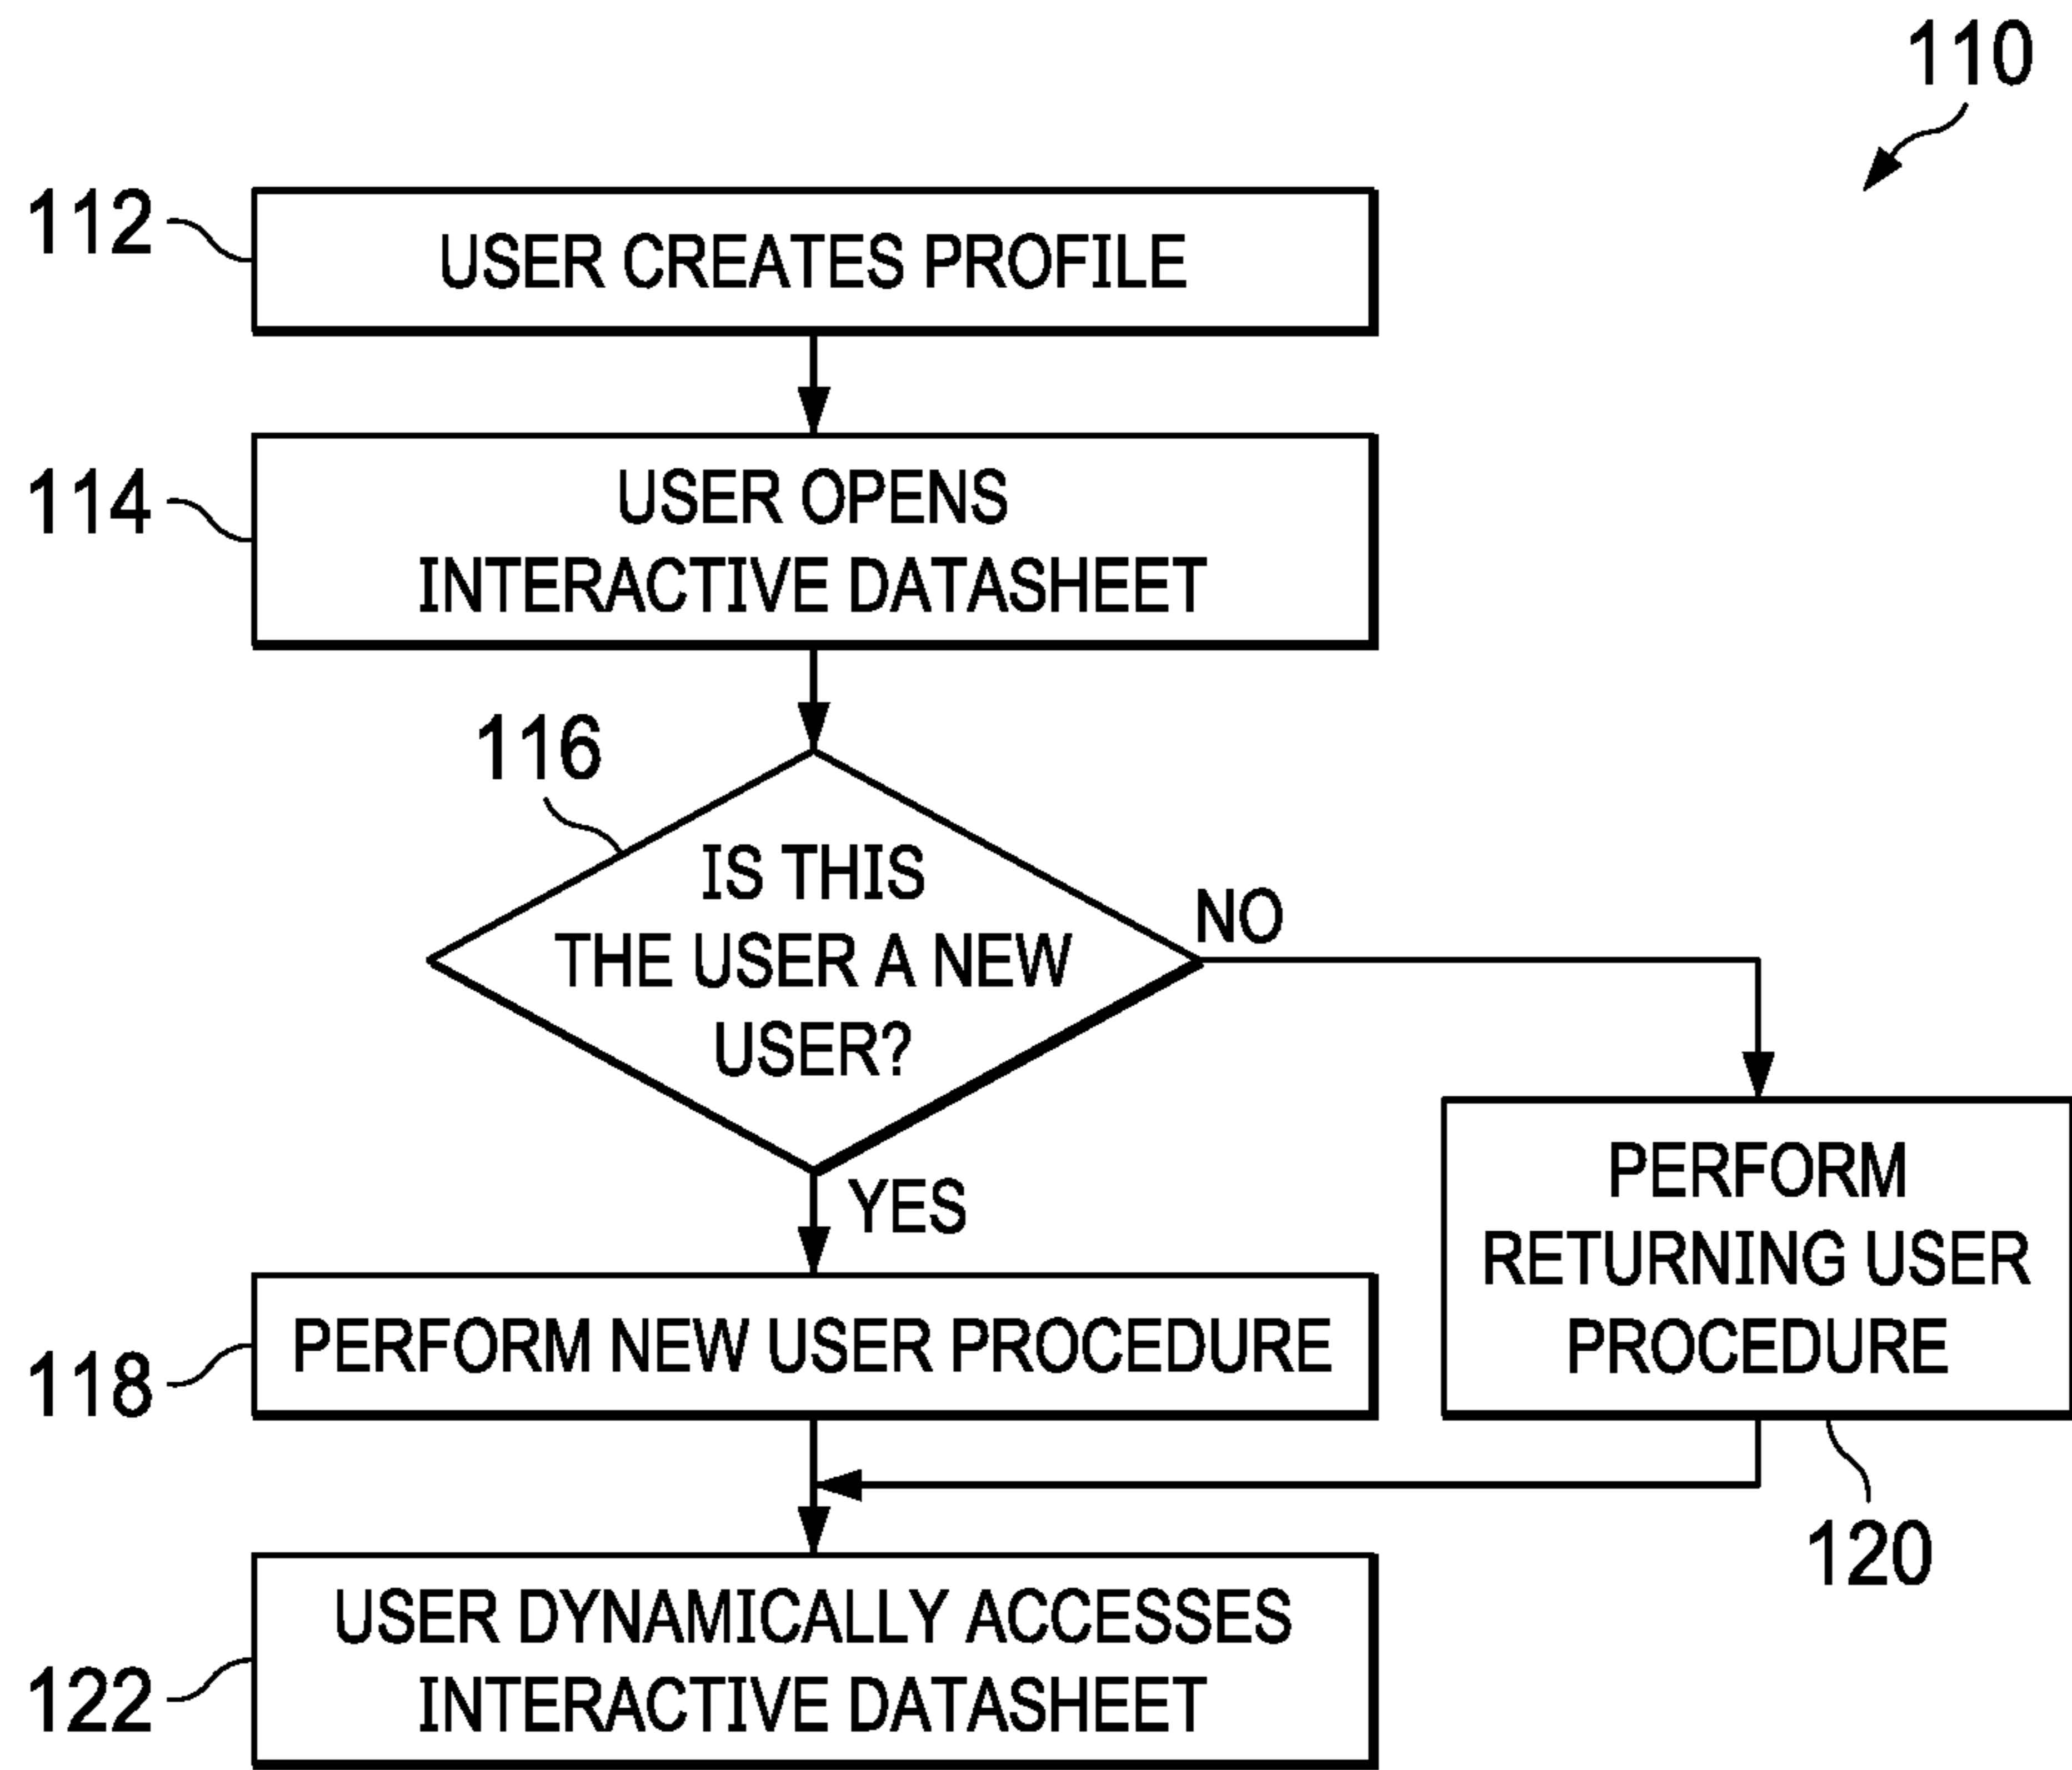 110
112
USER CREATES PROFILE
114
USER OPENS
INTERACTIVE DATASHEET
116
IS THIS
THE USER A NEW
USER?
NO
YES
PERFORM
RETURNING USER
PROCEDURE
118
PERFORM NEW USER PROCEDURE
120
122
USER DYNAMICALLY ACCESSES
INTERACTIVE DATASHEET